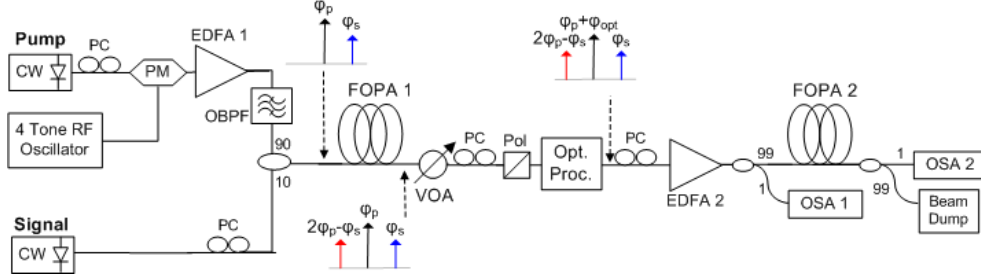 Pump
CW
PC
PM
EDFA 1
OBPF
4 Tone RF
Oscillator
90
10
Signal
CW
PC
φp
φs
FOPA 1
2φp-φs
φp
φs
VOA
PC
Pol
Opt.
Proc.
φp+φopt
2φp-φs
φs
PC
EDFA 2
99
1
OSA 1
FOPA 2
1
99
OSA 2
Beam
Dump